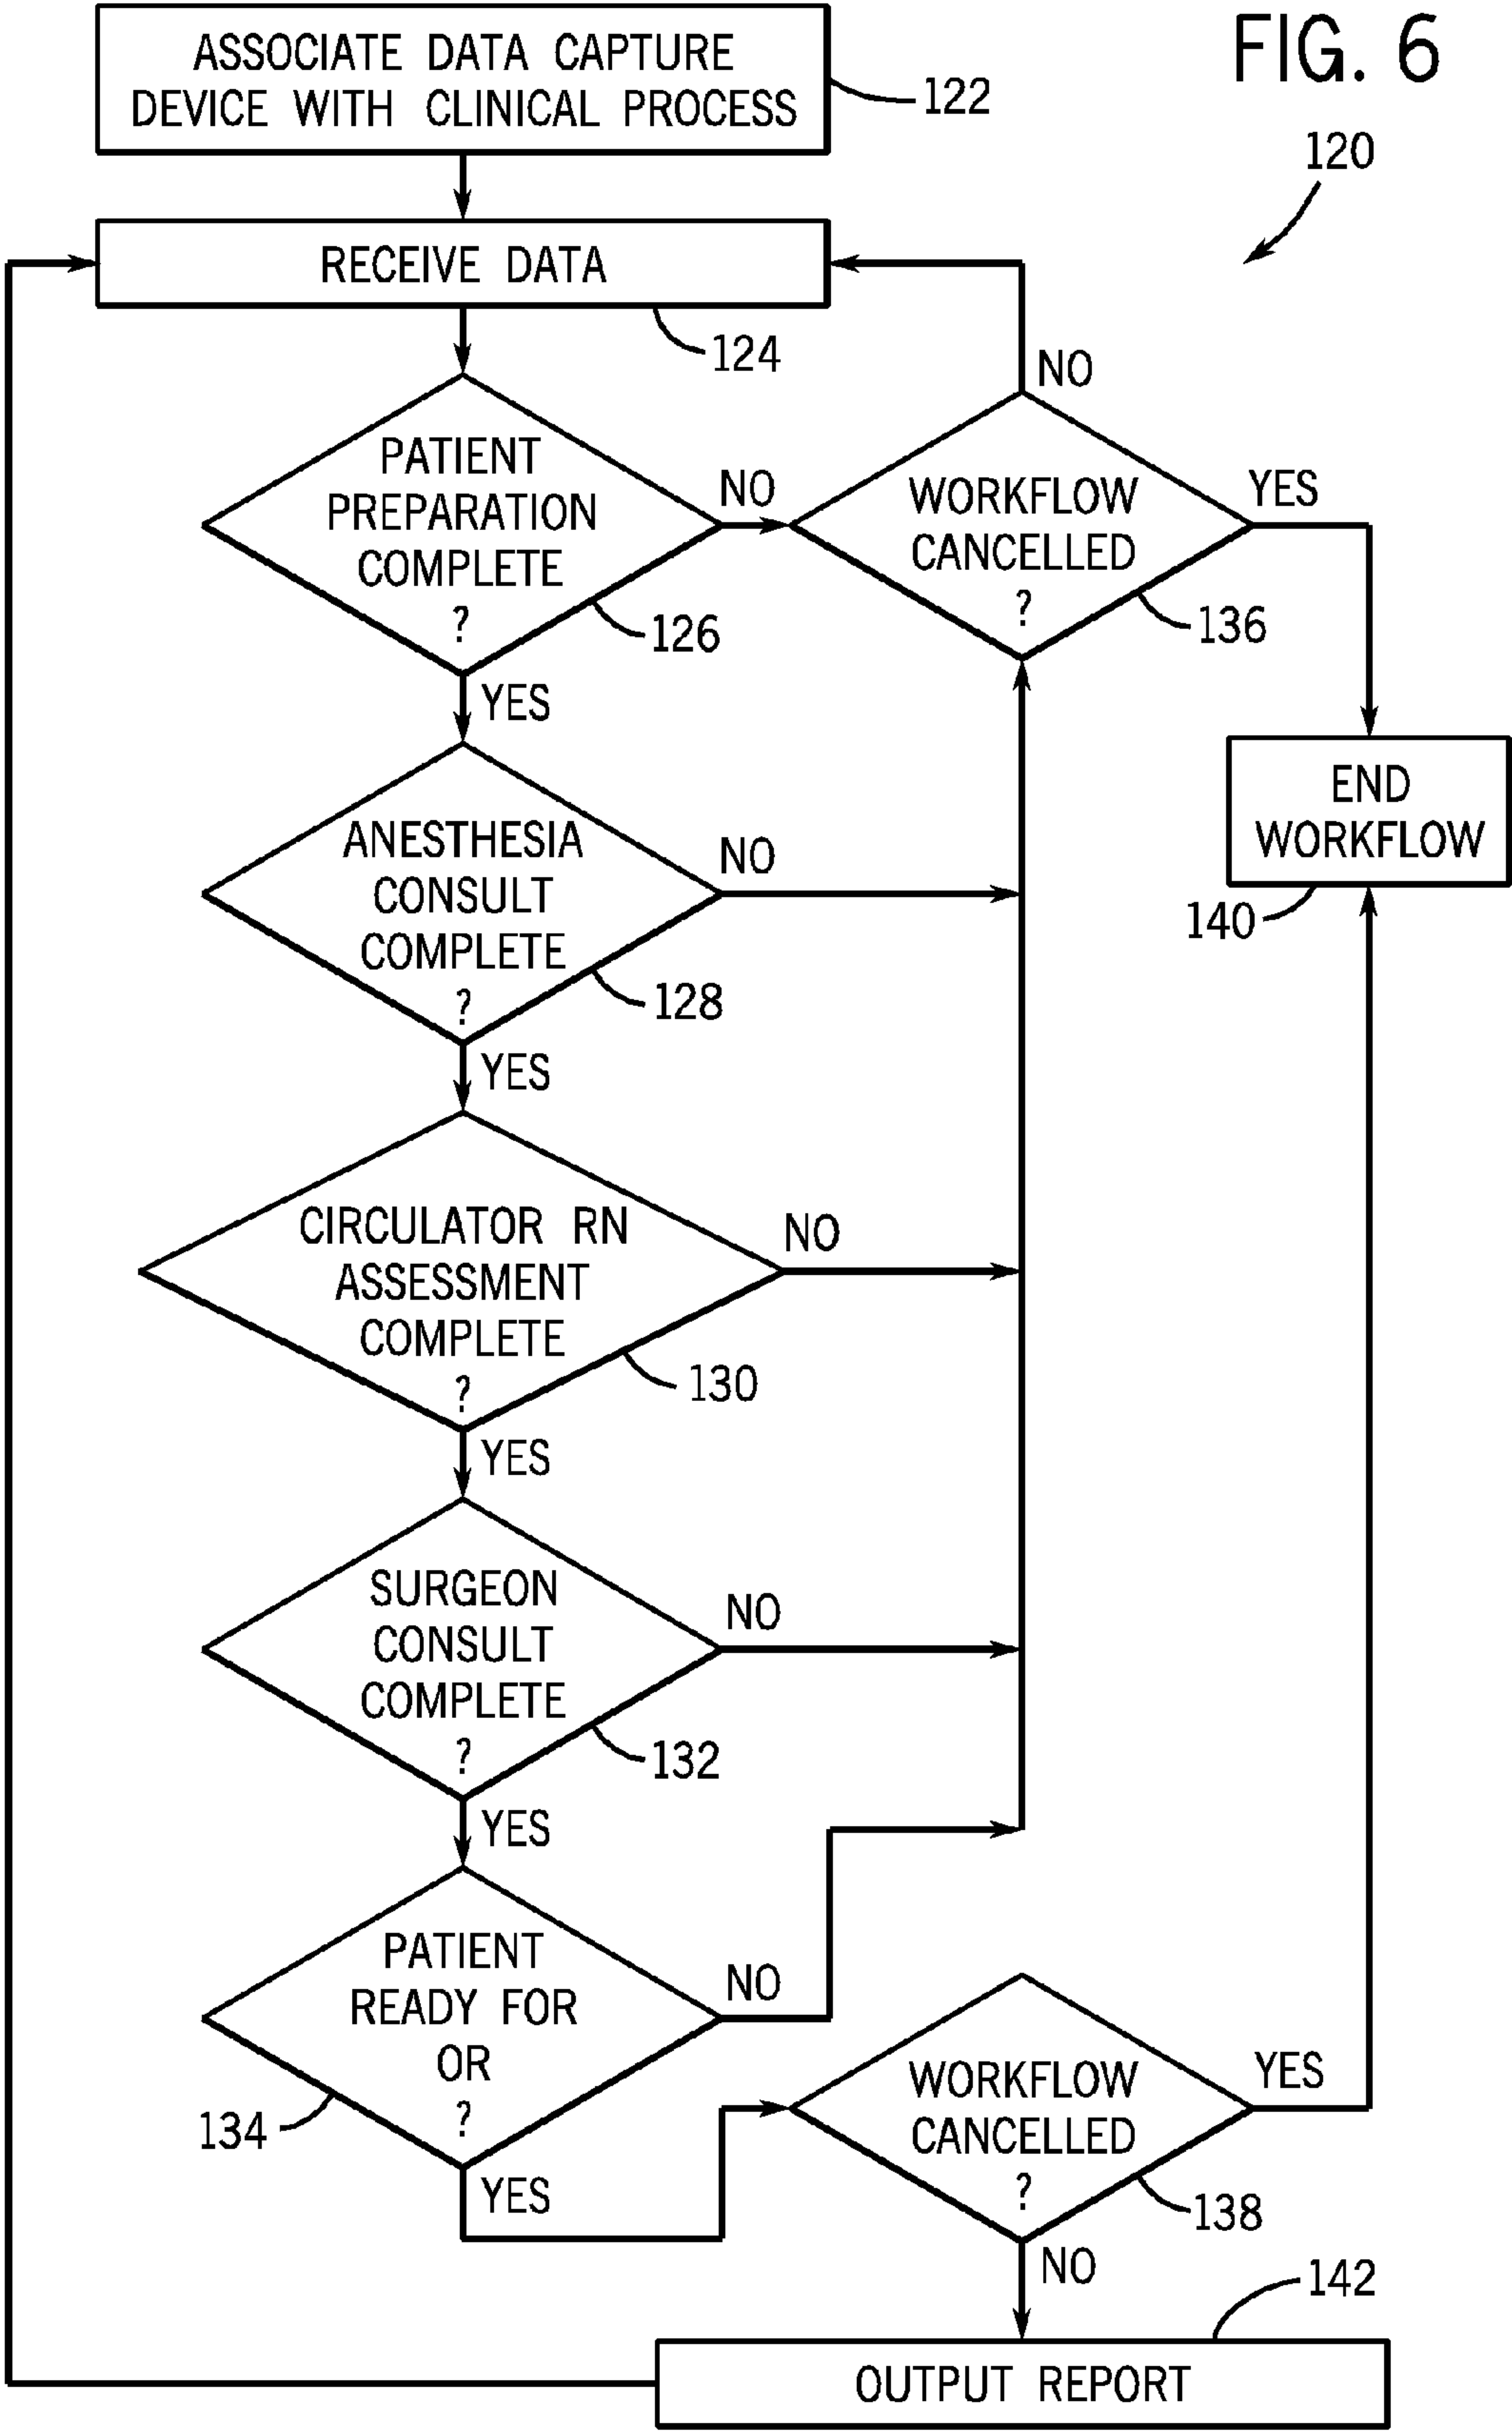 FIG. 6
ASSOCIATE DATA CAPTURE
DEVICE WITH CLINICAL PROCESS
122
120
RECEIVE DATA
124
PATIENT
PREPARATION
COMPLETE
?
126
NO
YES
WORKFLOW
CANCELLED
?
136
NO
YES
END
WORKFLOW
140
ANESTHESIA
CONSULT
COMPLETE
?
128
NO
YES
CIRCULATOR RN
ASSESSMENT
COMPLETE
?
130
NO
YES
SURGEON
CONSULT
COMPLETE
?
132
NO
YES
PATIENT
READY FOR
OR
?
134
NO
YES
WORKFLOW
CANCELLED
?
138
YES
NO
142
OUTPUT REPORT